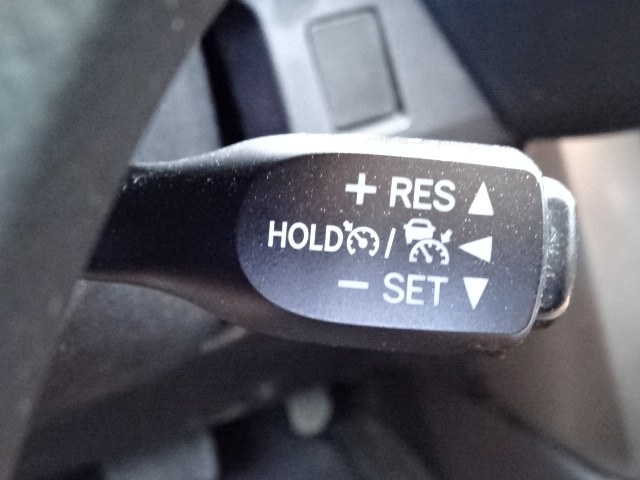 + RES ▲
HOLD / ◀
− SET ▼